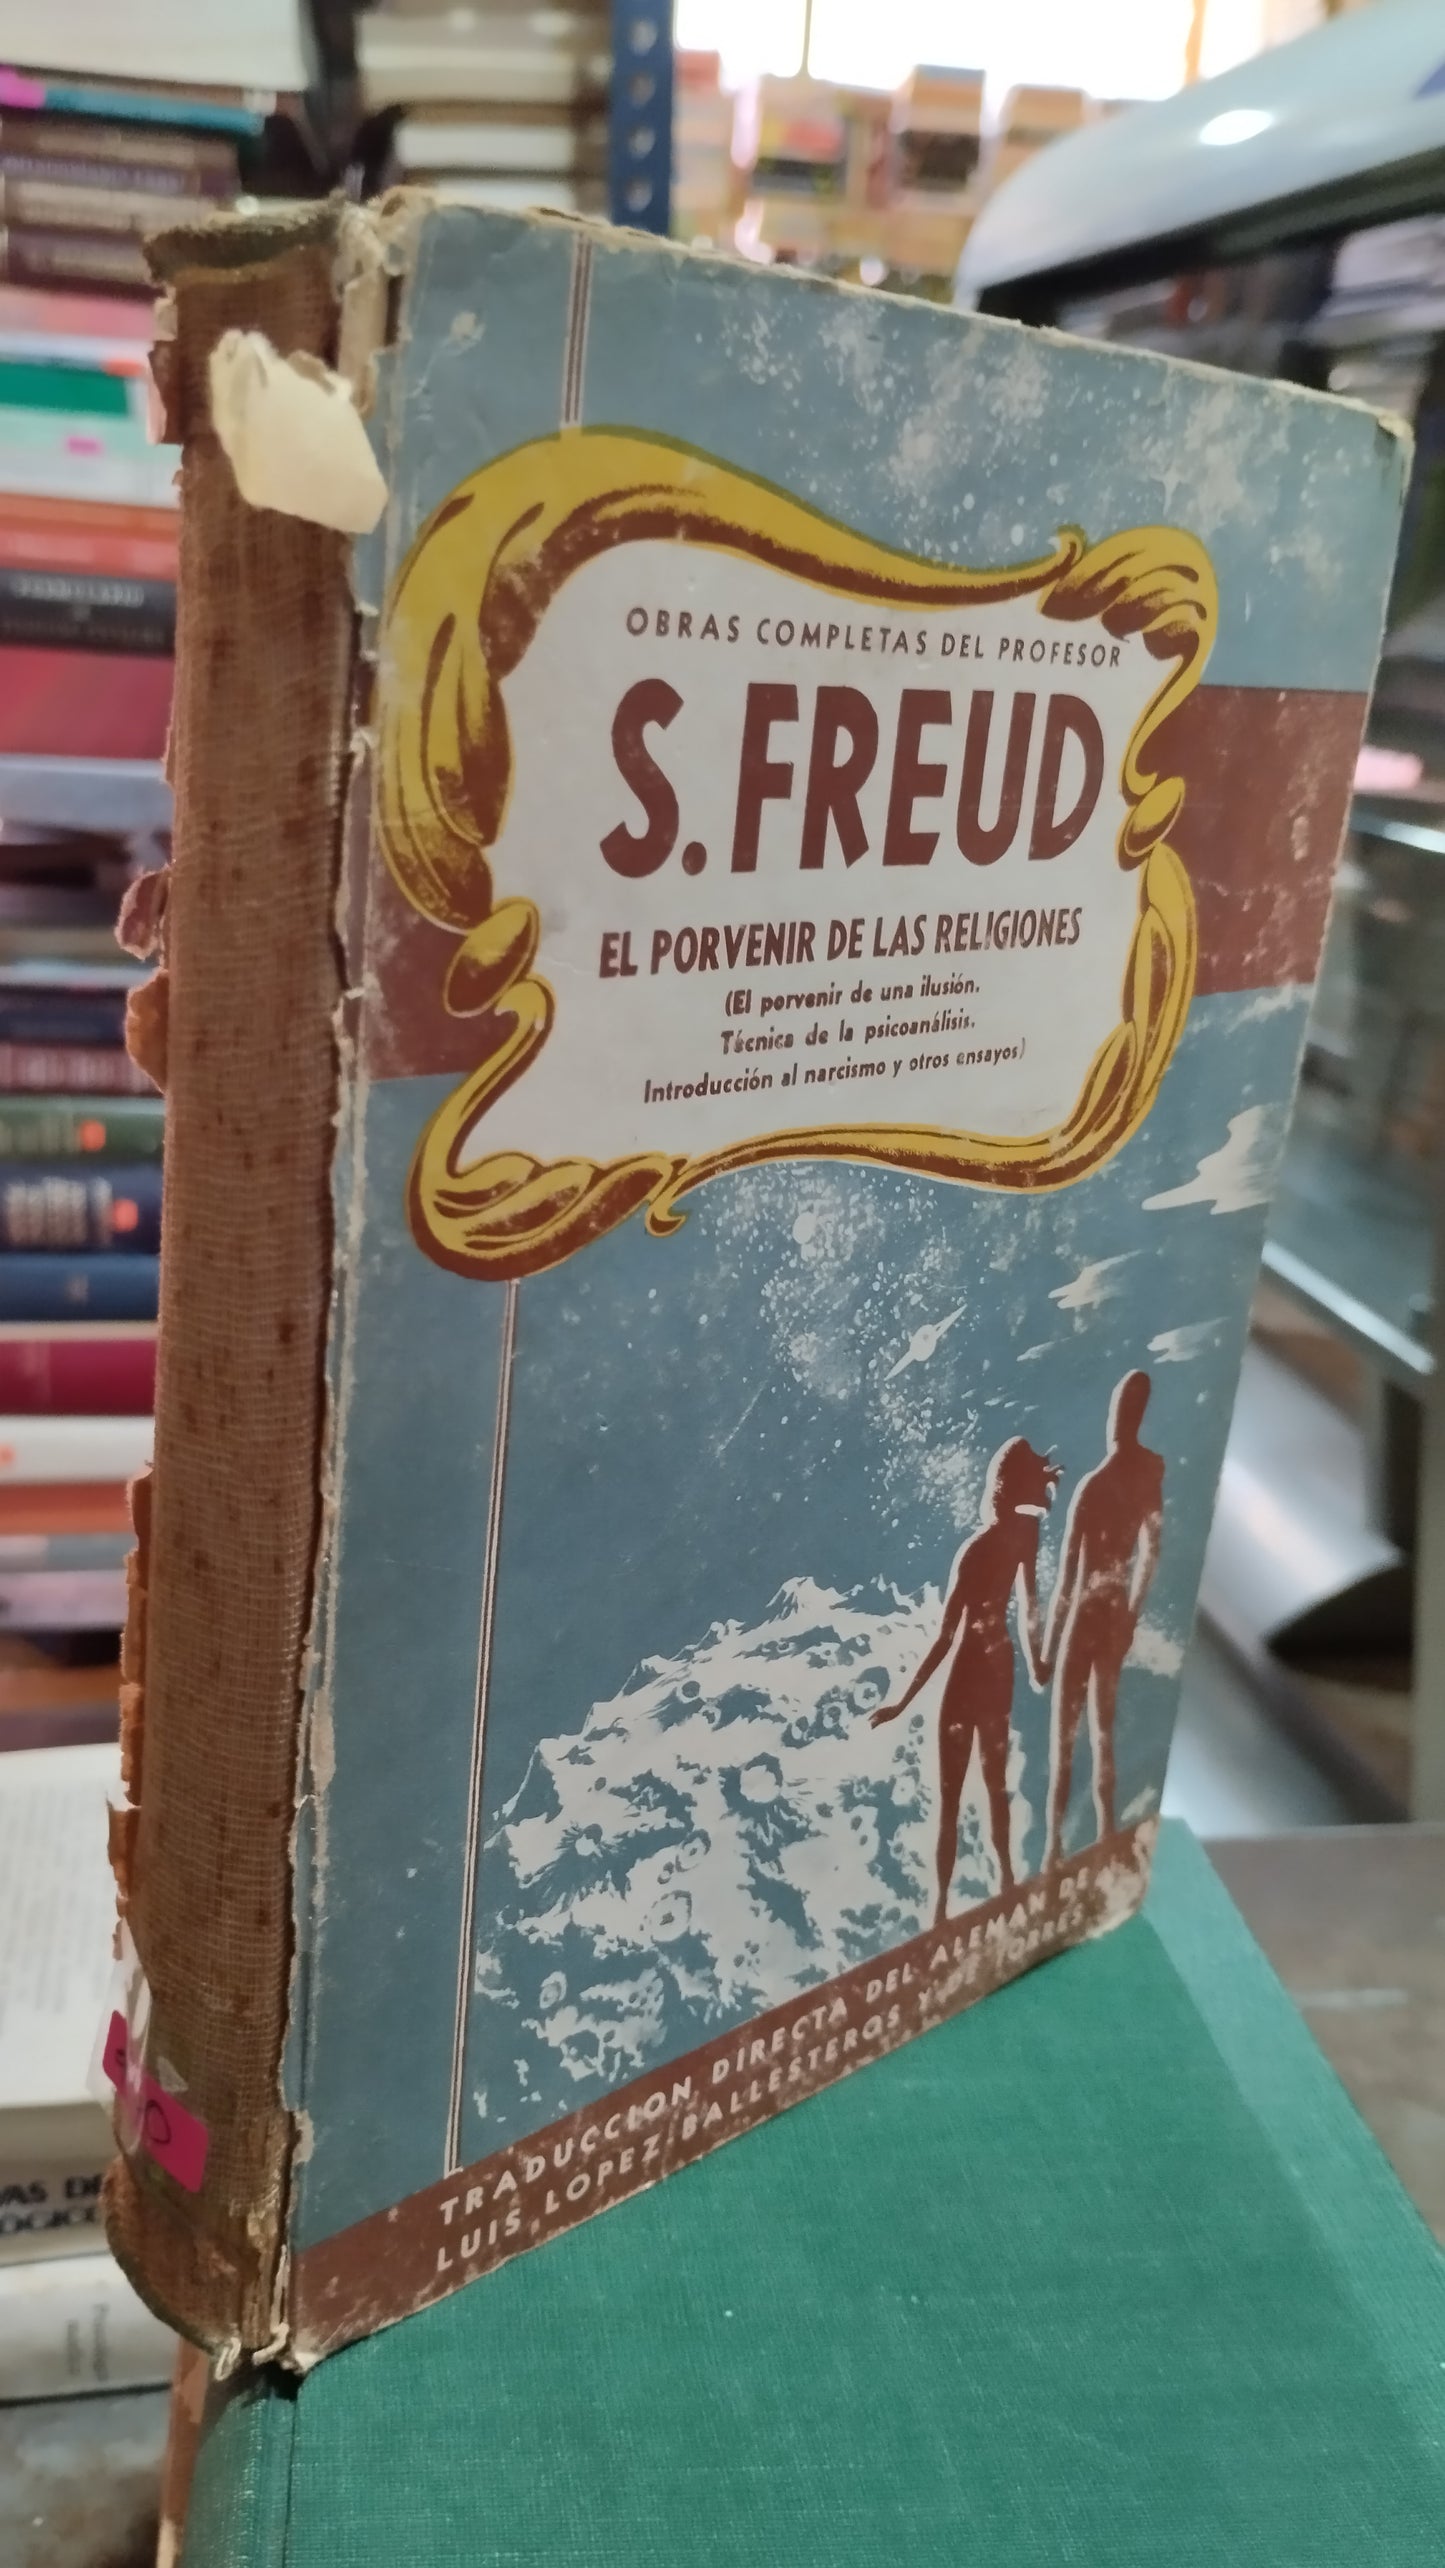 OBRAS COMPLETAS DEL PROFESOR
S. FREUD
EL PORVENIR DE LAS RELIGIONES
(El porvenir de una ilusión.
Técnica de la psicoanálisis.
Introducción al narcismo y otros ensayos)
TRADUCCION DIRECTA DEL ALEMAN DE
LUIS LOPEZ-BALLESTEROS Y DE TORRES